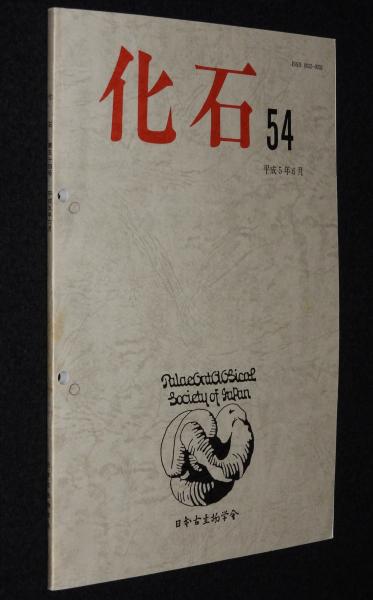 化石
54
平成5年6月
PalaeOntOlOGical
Society of JaPan
日本古生物学会